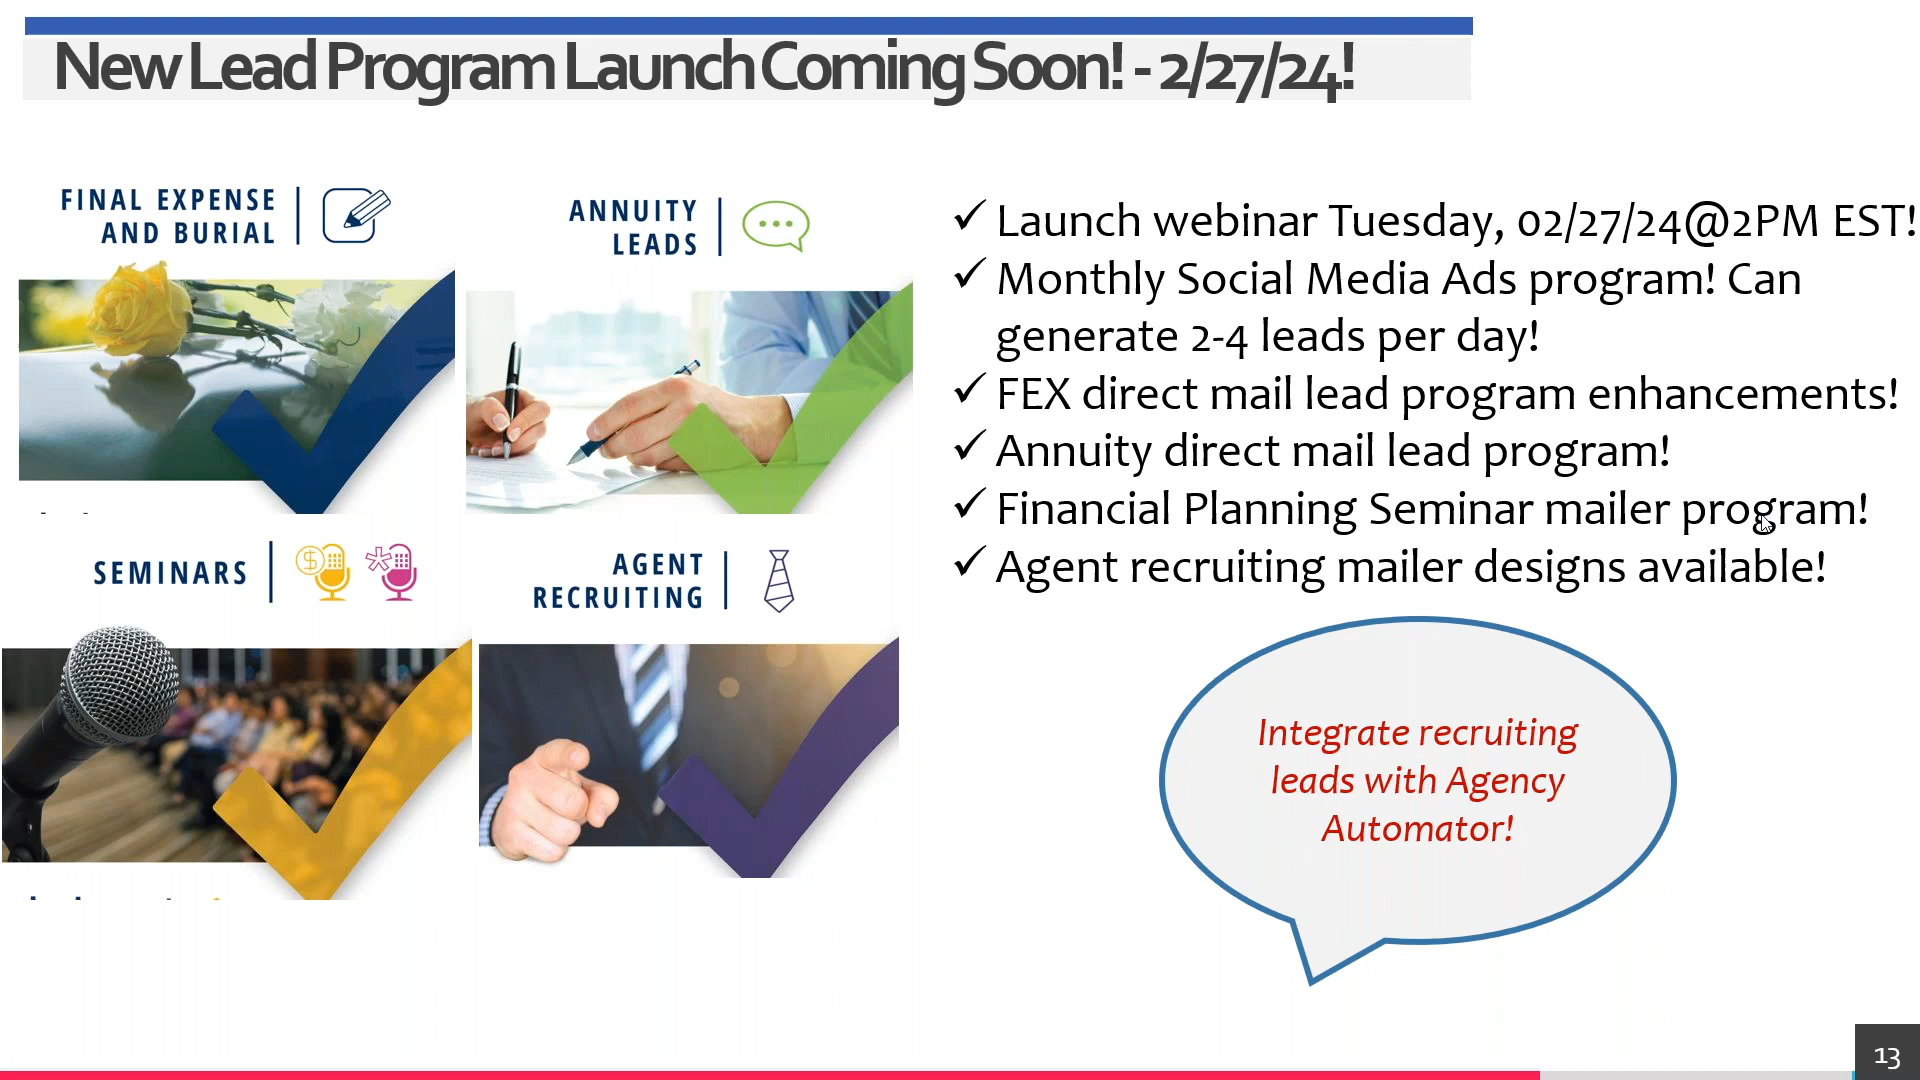 New Lead Program Launch Coming Soon! - 2/27/24!
FINAL EXPENSE
AND BURIAL
ANNUITY
LEADS
SEMINARS
AGENT
RECRUITING
Launch webinar Tuesday, 02/27/24@2PM EST!
Monthly Social Media Ads program! Can
generate 2-4 leads per day!
FEX direct mail lead program enhancements!
Annuity direct mail lead program!
Financial Planning Seminar mailer program!
Agent recruiting mailer designs available!
Integrate recruiting
leads with Agency
Automator!
13